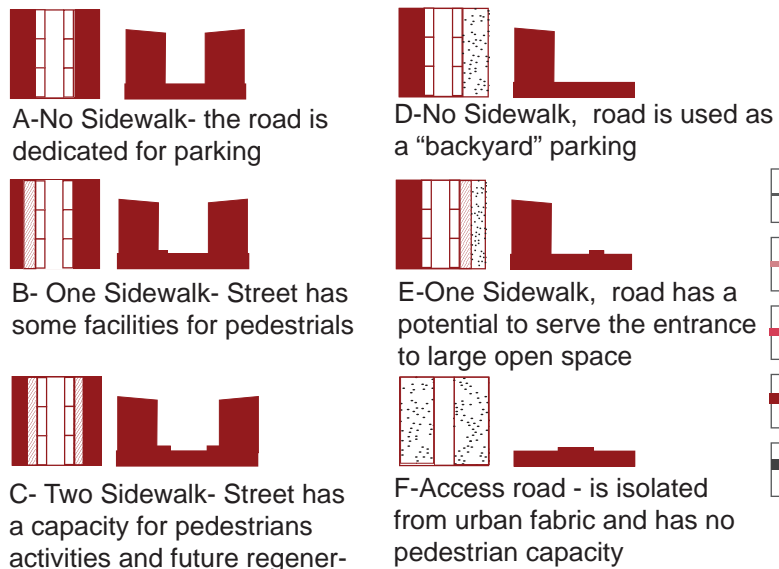 A-No Sidewalk- the road is
dedicated for parking
B- One Sidewalk- Street has
some facilities for pedestrials
C- Two Sidewalk- Street has
a capacity for pedestrians
activities and future regener-
D-No Sidewalk, road is used as
a “backyard” parking
E-One Sidewalk, road has a
potential to serve the entrance
to large open space
F-Access road - is isolated
from urban fabric and has no
pedestrian capacity